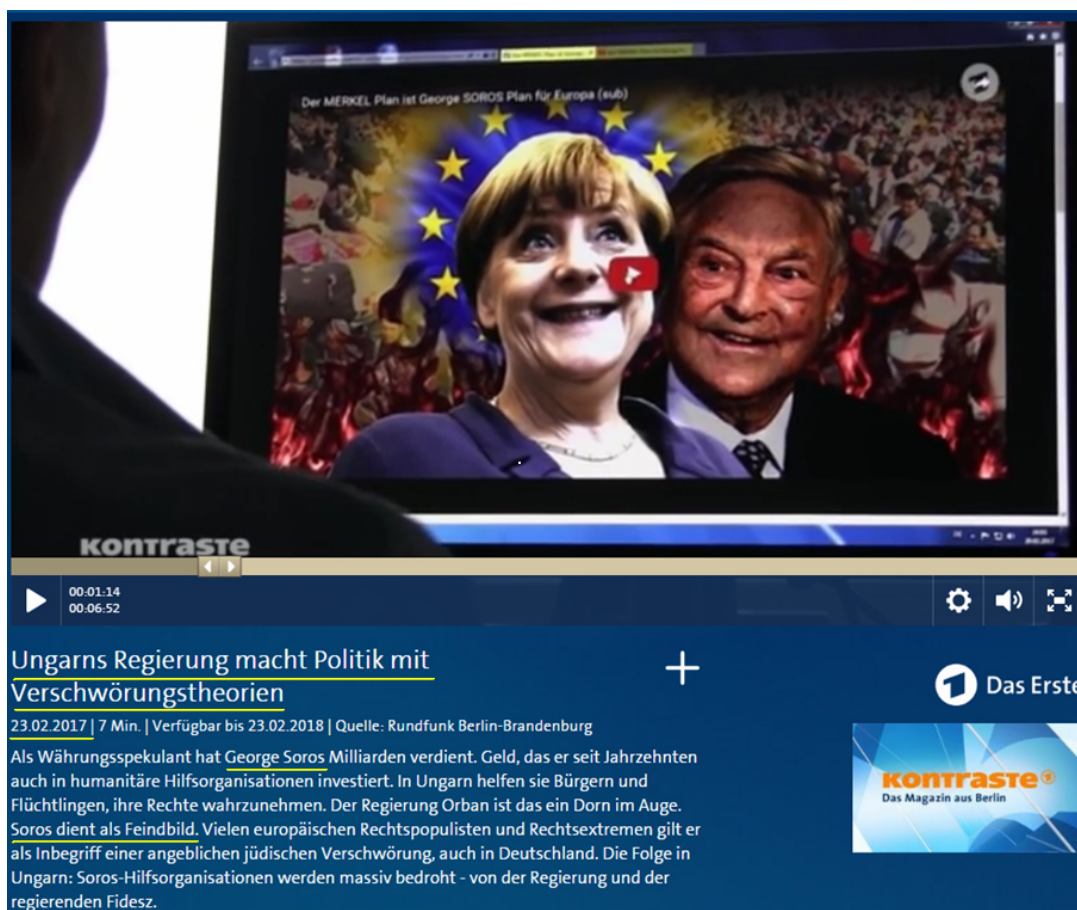 Der MERKEL Plan ist George SOROS Plan für Europa (sub)
KONTRASTE
00:01:14
00:06:52
Ungarns Regierung macht Politik mit
Verschwörungstheorien
23.02.2017 | 7 Min. | Verfügbar bis 23.02.2018 | Quelle: Rundfunk Berlin-Brandenburg
Als Währungsspekulant hat George Soros Milliarden verdient. Geld, das er seit Jahrzehnten
auch in humanitäre Hilfsorganisationen investiert. In Ungarn helfen sie Bürgern und
Flüchtlingen, ihre Rechte wahrzunehmen. Der Regierung Orban ist das ein Dorn im Auge.
Soros dient als Feindbild. Vielen europäischen Rechtspopulisten und Rechtsextremen gilt er
als Inbegriff einer angeblichen jüdischen Verschwörung, auch in Deutschland. Die Folge in
Ungarn: Soros-Hilfsorganisationen werden massiv bedroht - von der Regierung und der
regierenden Fidesz.
1 Das Erste
KONTRASTE
Das Magazin aus Berlin